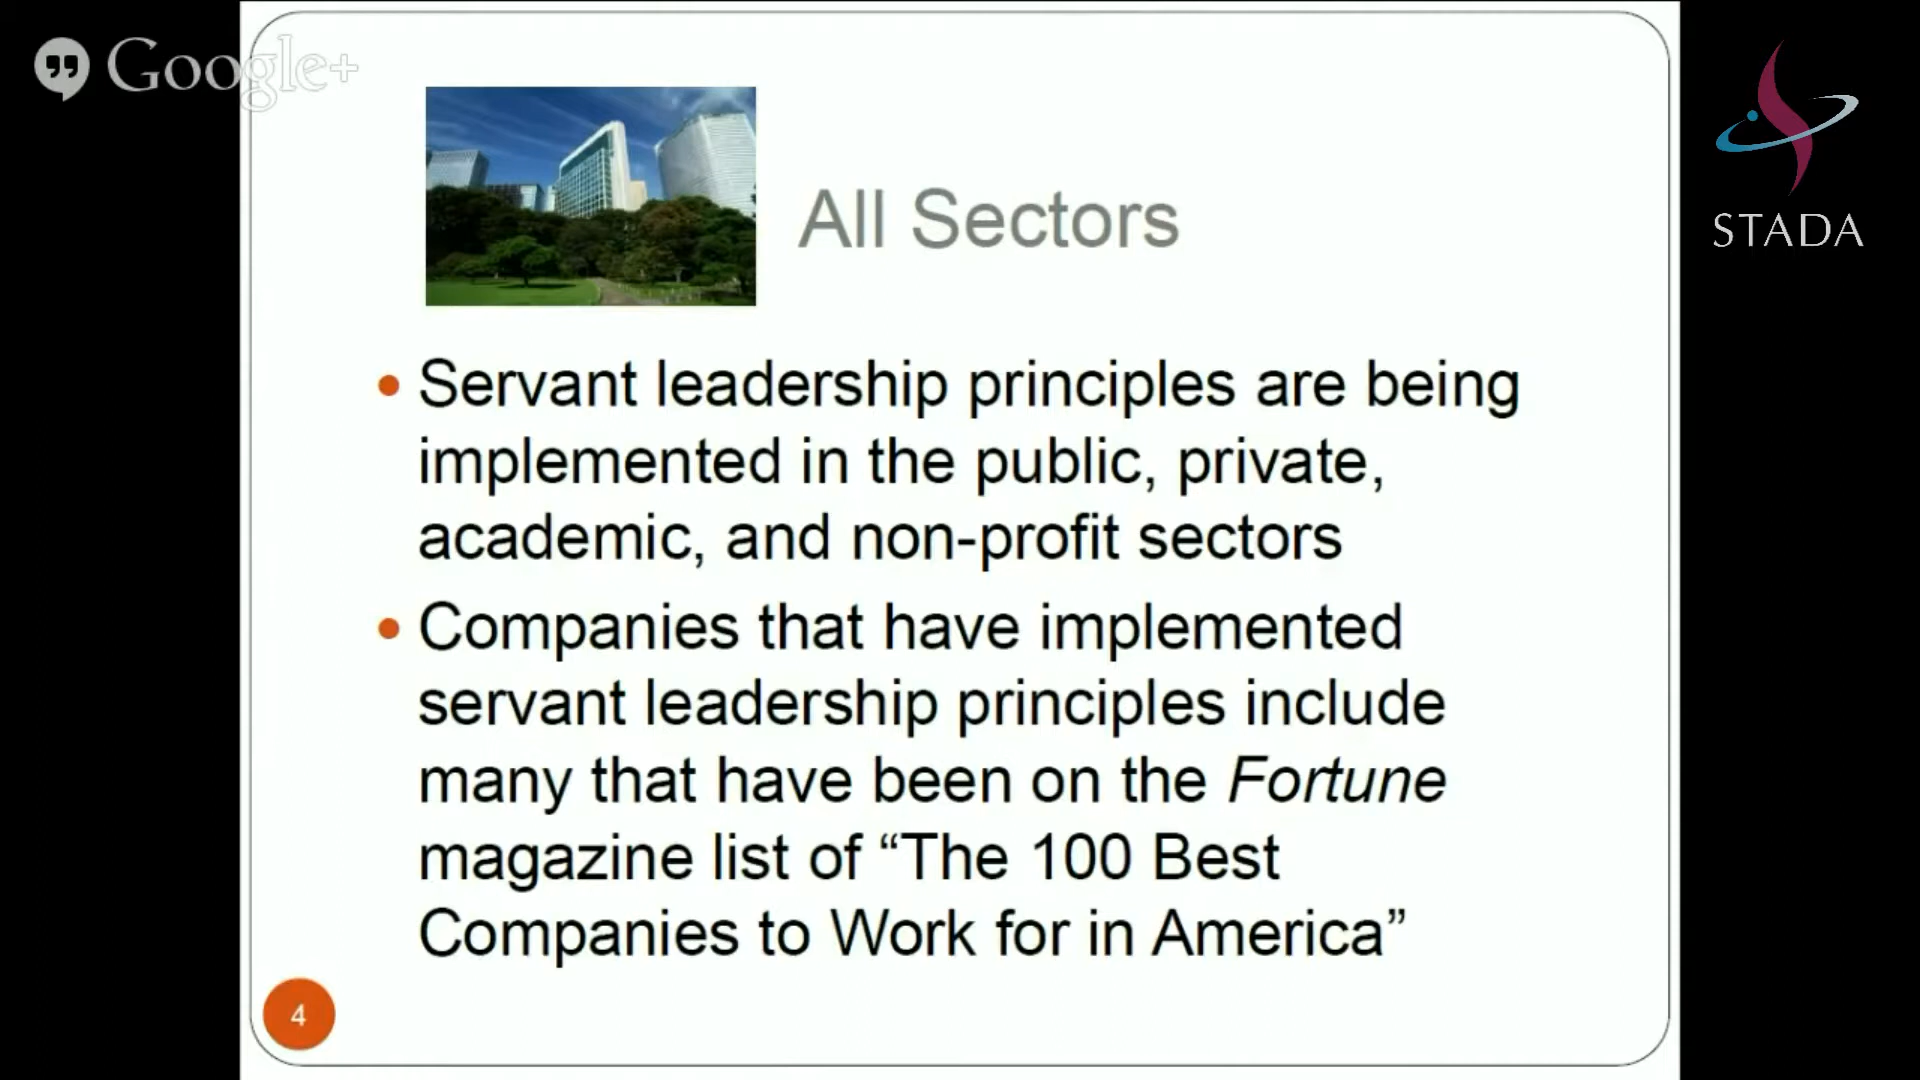 Google+
STADA
All Sectors
• Servant leadership principles are being
implemented in the public, private,
academic, and non-profit sectors
• Companies that have implemented
servant leadership principles include
many that have been on the Fortune
magazine list of “The 100 Best
Companies to Work for in America”
4